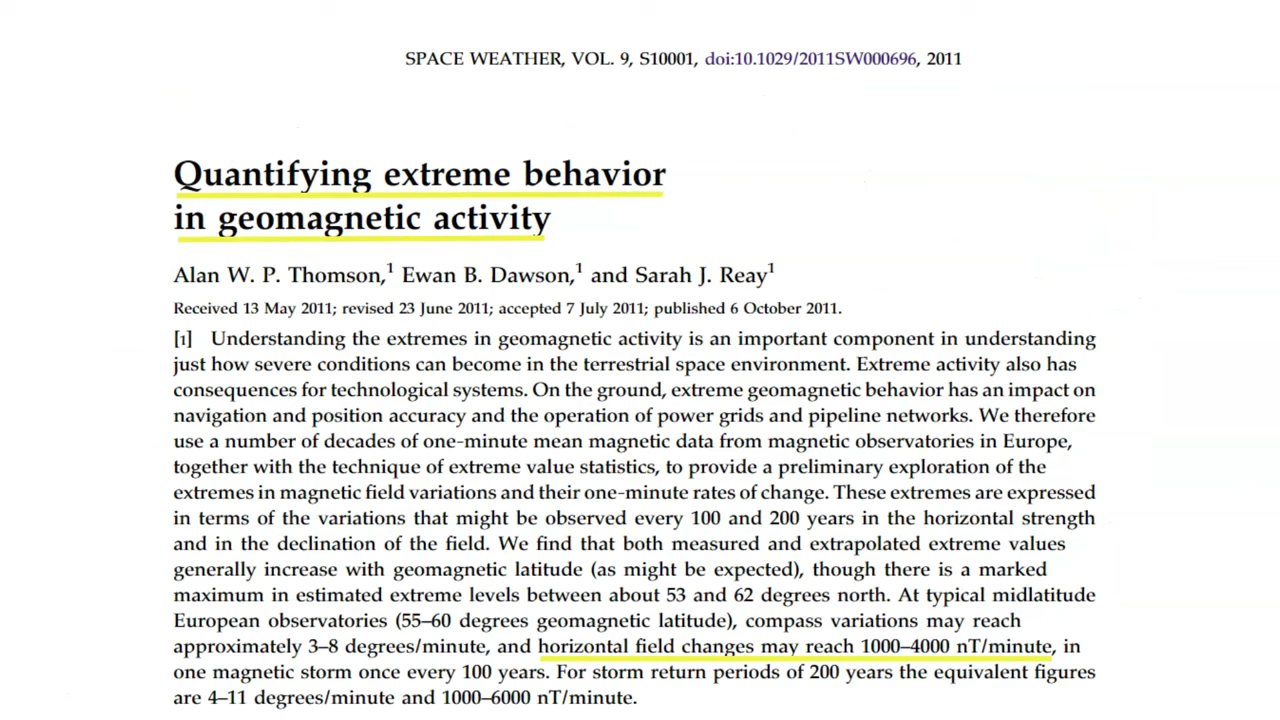 SPACE WEATHER, VOL. 9, S10001, doi:10.1029/2011SW000696, 2011
Quantifying extreme behavior
in geomagnetic activity
Alan W. P. Thomson,1 Ewan B. Dawson,1 and Sarah J. Reay1
Received 13 May 2011; revised 23 June 2011; accepted 7 July 2011; published 6 October 2011.
[1] Understanding the extremes in geomagnetic activity is an important component in understanding
just how severe conditions can become in the terrestrial space environment. Extreme activity also has
consequences for technological systems. On the ground, extreme geomagnetic behavior has an impact on
navigation and position accuracy and the operation of power grids and pipeline networks. We therefore
use a number of decades of one-minute mean magnetic data from magnetic observatories in Europe,
together with the technique of extreme value statistics, to provide a preliminary exploration of the
extremes in magnetic field variations and their one-minute rates of change. These extremes are expressed
in terms of the variations that might be observed every 100 and 200 years in the horizontal strength
and in the declination of the field. We find that both measured and extrapolated extreme values
generally increase with geomagnetic latitude (as might be expected), though there is a marked
maximum in estimated extreme levels between about 53 and 62 degrees north. At typical midlatitude
European observatories (55–60 degrees geomagnetic latitude), compass variations may reach
approximately 3–8 degrees/minute, and horizontal field changes may reach 1000–4000 nT/minute, in
one magnetic storm once every 100 years. For storm return periods of 200 years the equivalent figures
are 4–11 degrees/minute and 1000–6000 nT/minute.